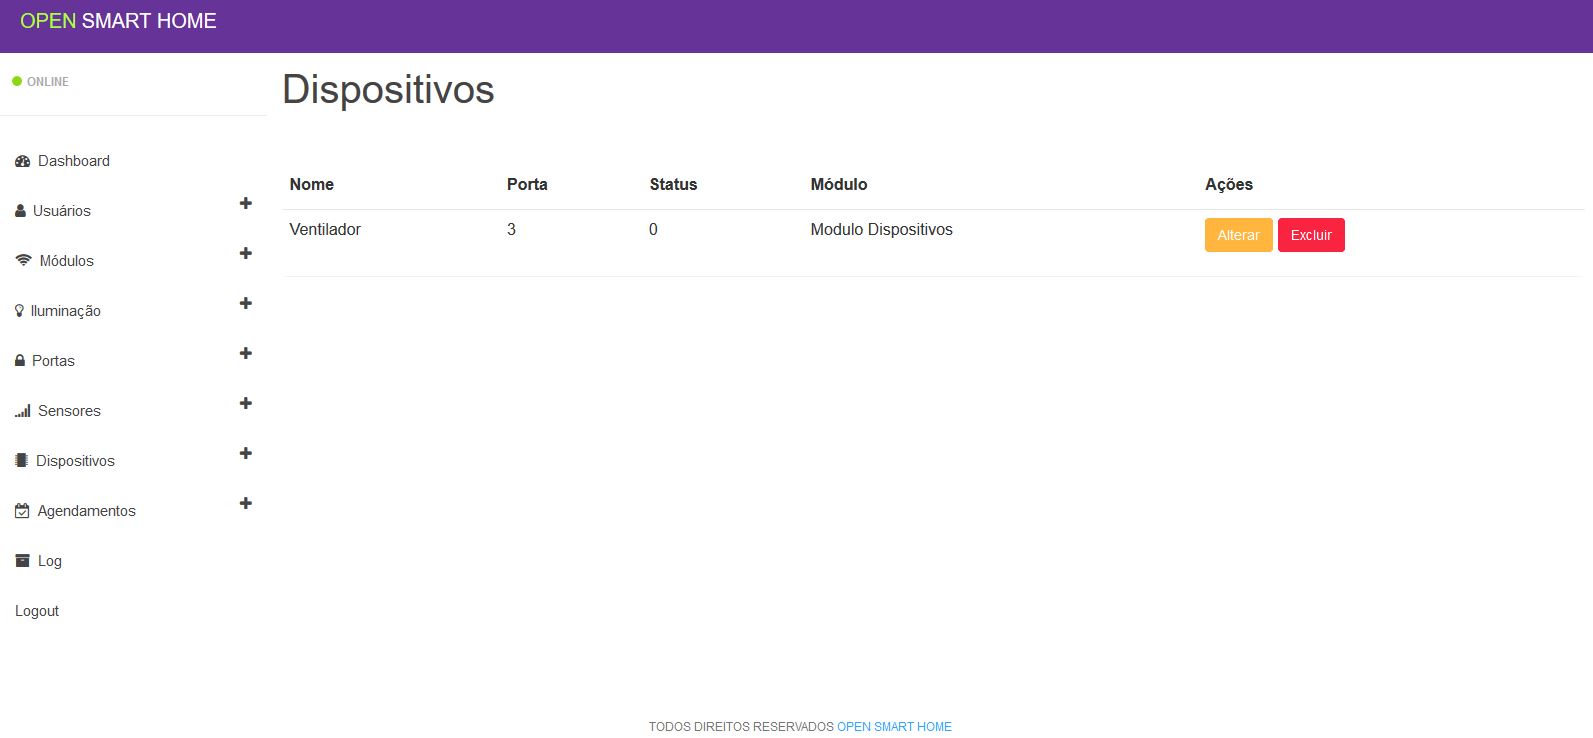 OPEN SMART HOME
ONLINE
Dashboard
Usuários
Módulos
Iluminação
Portas
Sensores
Dispositivos
Agendamentos
Log
Logout
Dispositivos
Nome Porta Status Módulo Ações
Ventilador 3 0 Modulo Dispositivos Alterar Excluir
TODOS DIREITOS RESERVADOS OPEN SMART HOME